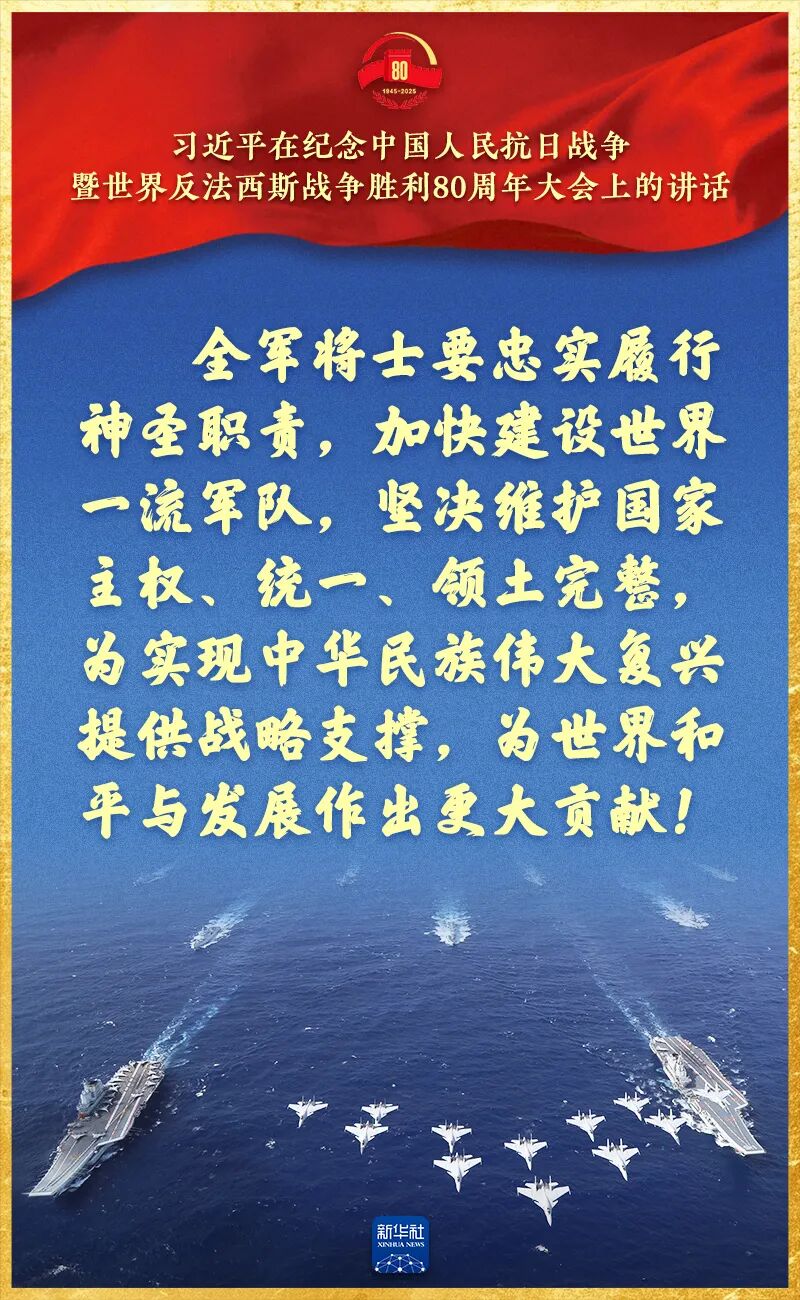 80
1945-2025
习近平在纪念中国人民抗日战争
暨世界反法西斯战争胜利80周年大会上的讲话
全军将士要忠实履行
神圣职责，加快建设世界
一流军队，坚决维护国家
主权、统一、领土完整，
为实现中华民族伟大复兴
提供战略支撑，为世界和
平与发展作出更大贡献！
新华社
XINHUA NEWS